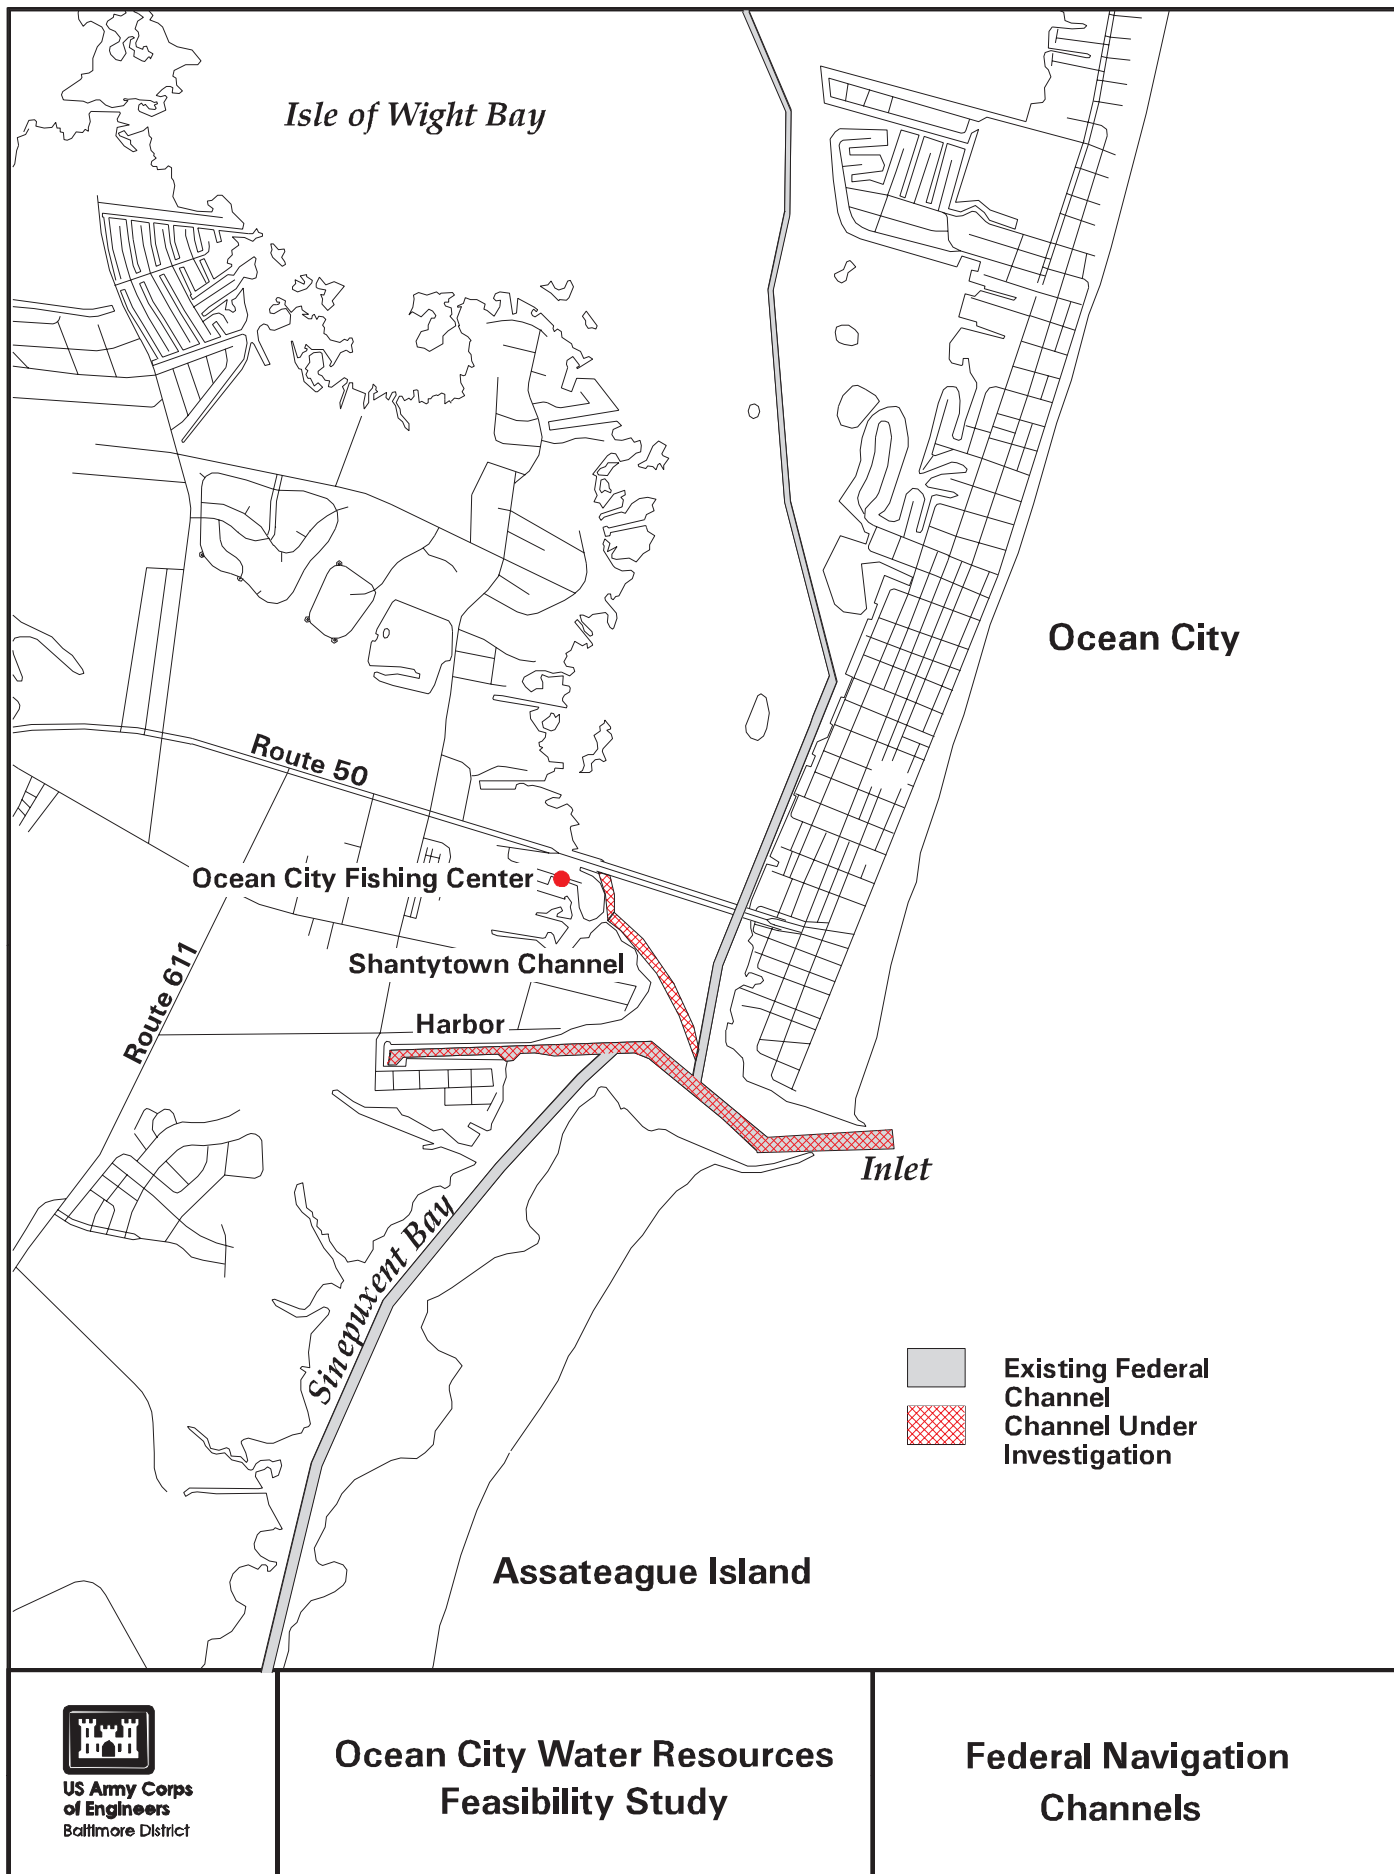 Isle of Wight Bay
Ocean City
Route 50
Ocean City Fishing Center
Shantytown Channel
Route 611
Harbor
Inlet
Sinepuxent Bay
Existing Federal
Channel
Channel Under
Investigation
Assateague Island
US Army Corps
of Engineers
Baltimore District
Ocean City Water Resources
Feasibility Study
Federal Navigation
Channels